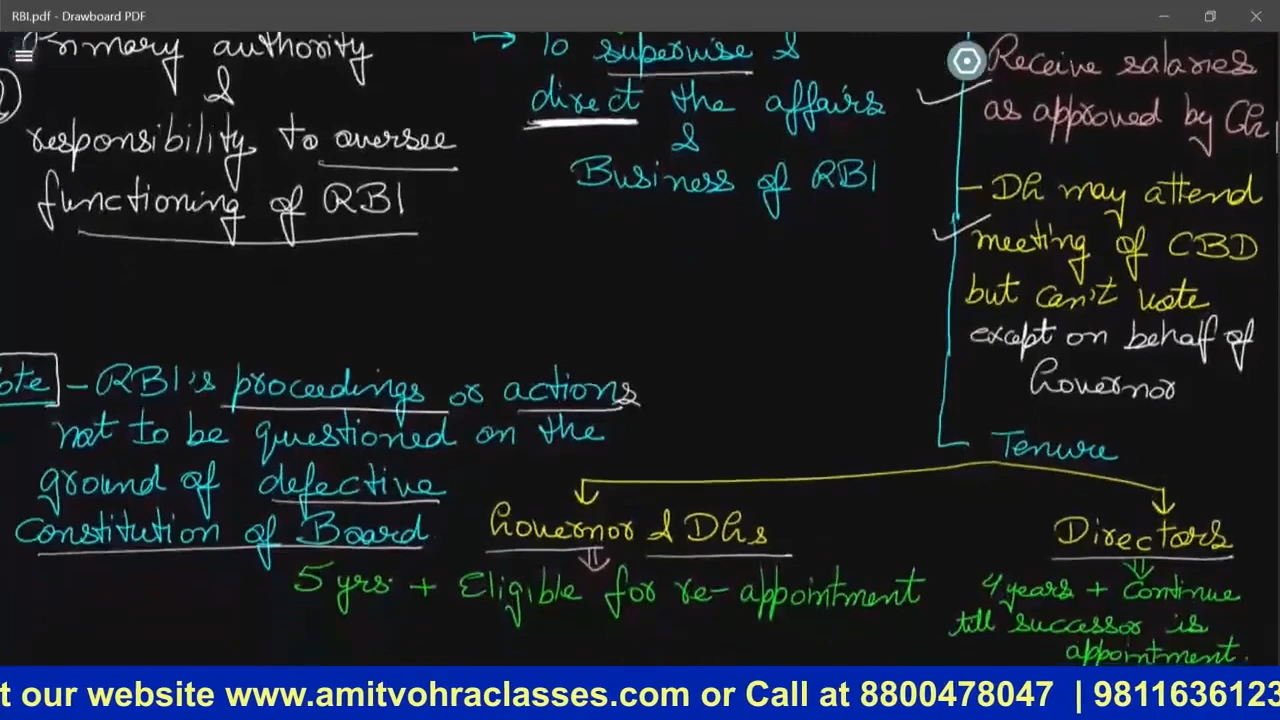 RBI.pdf - Drawboard PDF
Primary authority
&
responsibility to oversee
functioning of RBI
To supervise &
direct the affairs
&
Business of RBI
Receive salaries
as approved by CG
- DG may attend
meeting of CBD
but can't vote
except on behalf of
Governor
Note - RBI's proceedings or actions
not to be questioned on the
ground of defective
Constitution of Board
Tenure
Governor & DGs
5 yrs. + Eligible for re-appointment
Directors
4 years + Continue
till successor is
appointment.
t our website www.amitvohraclasses.com or Call at 8800478047 | 9811636123